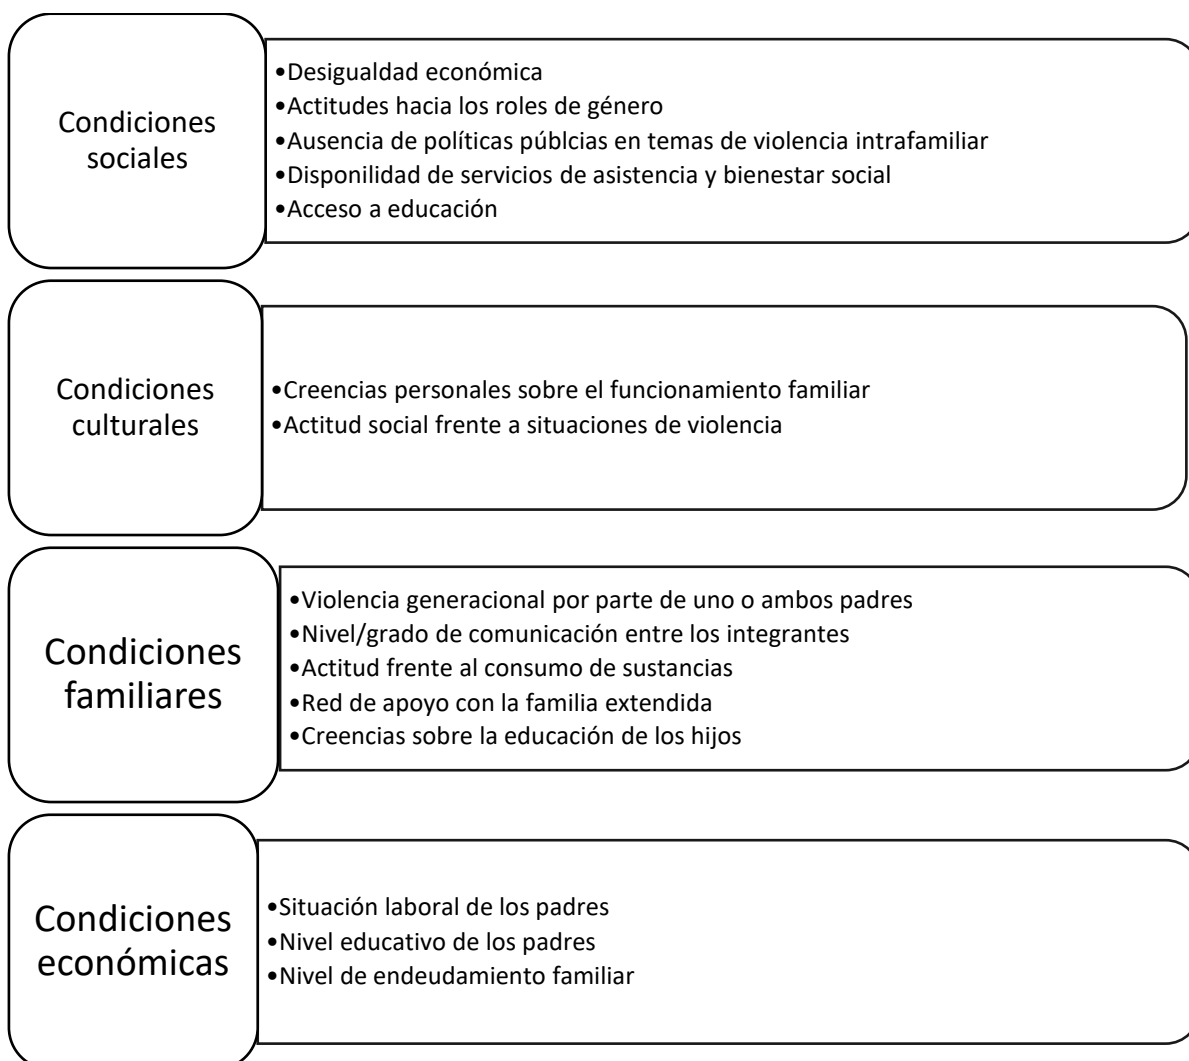 Condiciones
sociales
•Desigualdad económica
•Actitudes hacia los roles de género
•Ausencia de políticas públcias en temas de violencia intrafamiliar
•Disponilidad de servicios de asistencia y bienestar social
•Acceso a educación
Condiciones
culturales
•Creencias personales sobre el funcionamiento familiar
•Actitud social frente a situaciones de violencia
Condiciones
familiares
•Violencia generacional por parte de uno o ambos padres
•Nivel/grado de comunicación entre los integrantes
•Actitud frente al consumo de sustancias
•Red de apoyo con la familia extendida
•Creencias sobre la educación de los hijos
Condiciones
económicas
•Situación laboral de los padres
•Nivel educativo de los padres
•Nivel de endeudamiento familiar